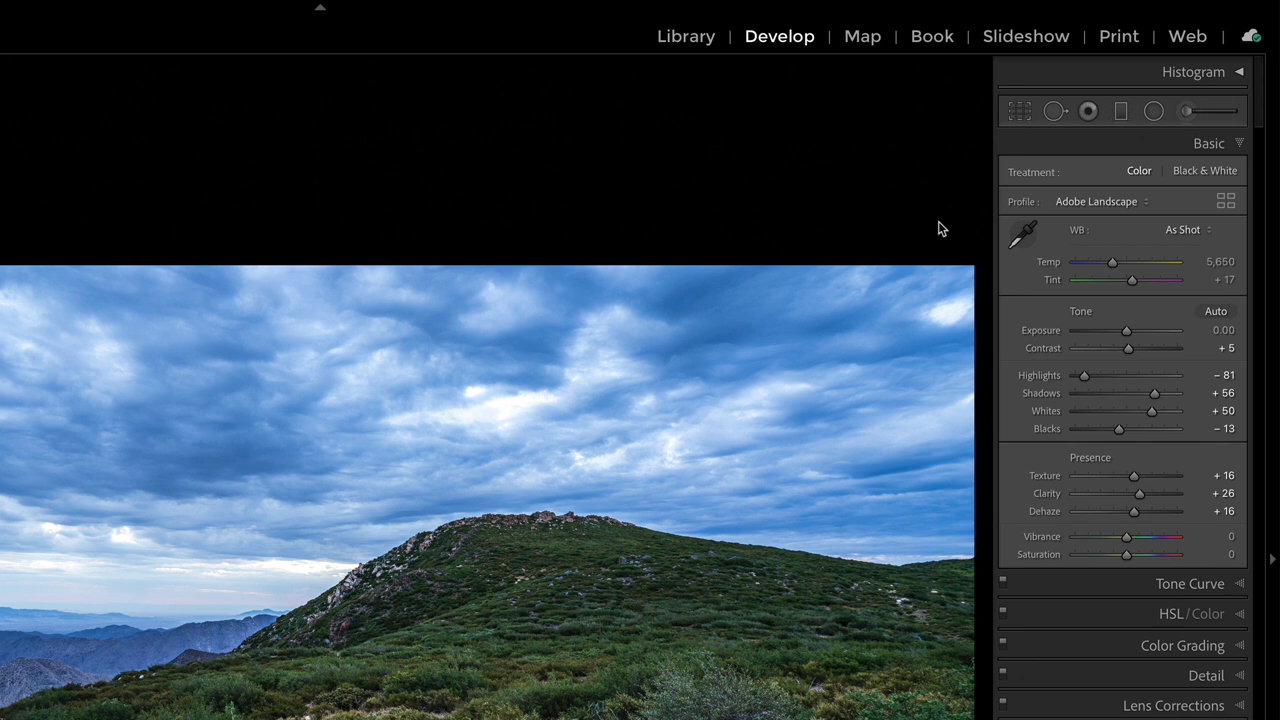 Library | Develop | Map | Book | Slideshow | Print | Web |
Histogram
Basic
Treatment : Color | Black & White
Profile : Adobe Landscape
WB : As Shot
Temp 5,650
Tint + 17
Tone Auto
Exposure 0.00
Contrast + 5
Highlights – 81
Shadows + 56
Whites + 50
Blacks – 13
Presence
Texture + 16
Clarity + 26
Dehaze + 16
Vibrance 0
Saturation 0
Tone Curve
HSL / Color
Color Grading
Detail
Lens Corrections